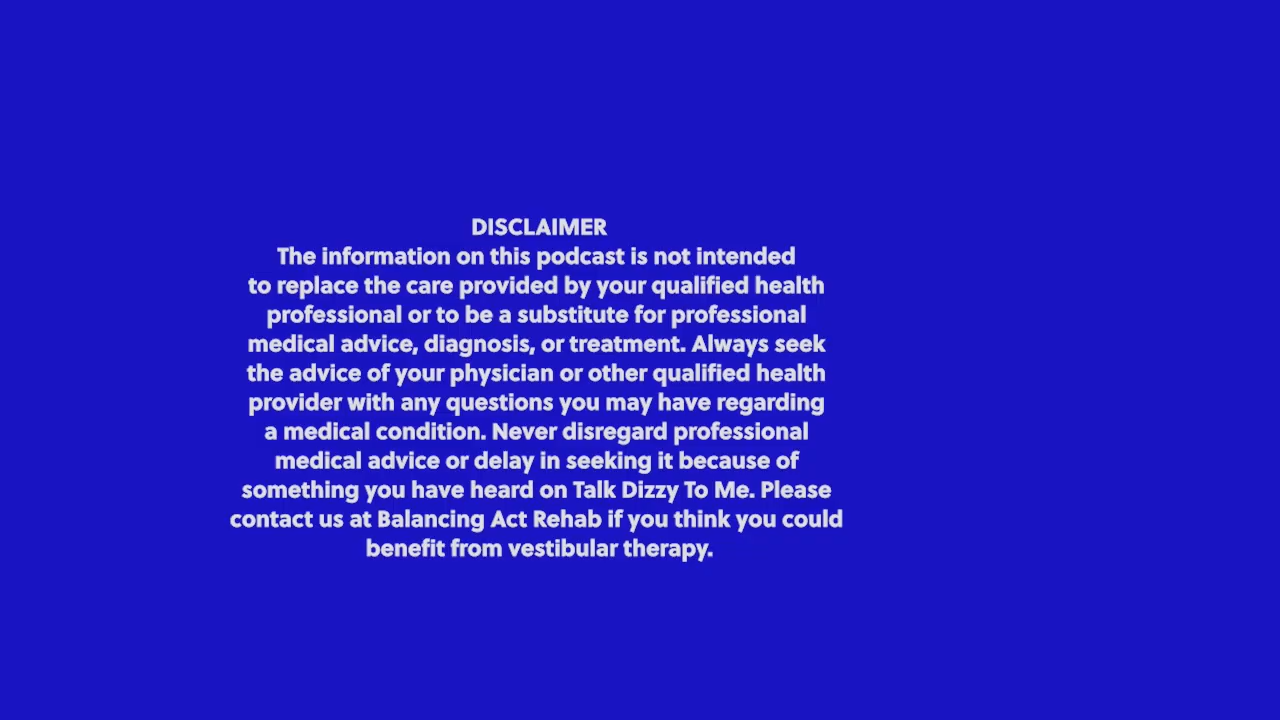 DISCLAIMER
The information on this podcast is not intended
to replace the care provided by your qualified health
professional or to be a substitute for professional
medical advice, diagnosis, or treatment. Always seek
the advice of your physician or other qualified health
provider with any questions you may have regarding
a medical condition. Never disregard professional
medical advice or delay in seeking it because of
something you have heard on Talk Dizzy To Me. Please
contact us at Balancing Act Rehab if you think you could
benefit from vestibular therapy.